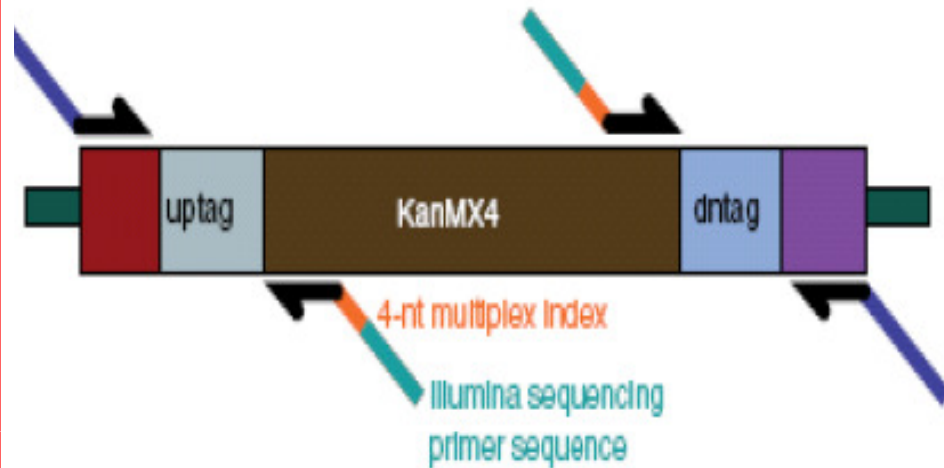 uptag
KanMX4
dntag
4-nt multiplex index
Illumina sequencing
primer sequence